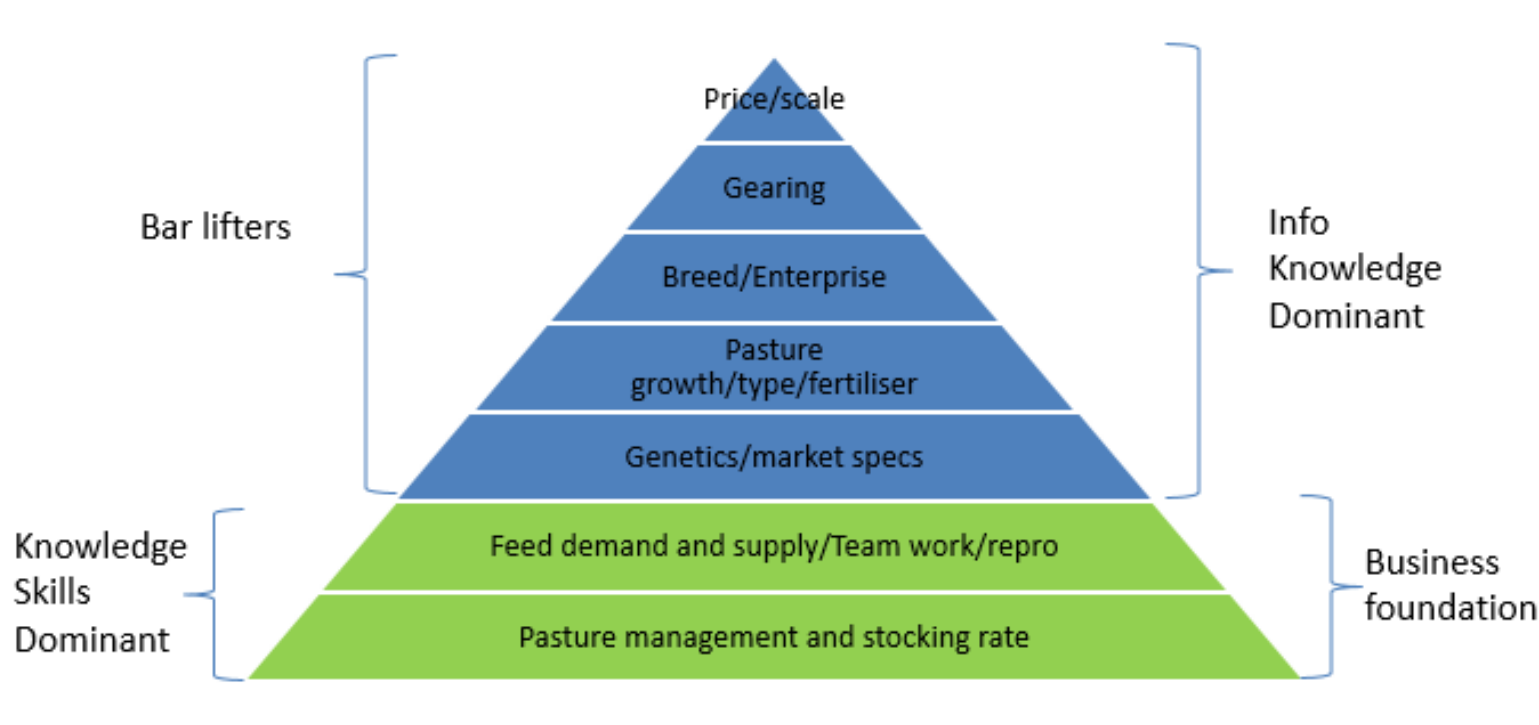 Price/scale
Gearing
Bar lifters
Info
Knowledge
Dominant
Breed/Enterprise
Pasture
growth/type/fertiliser
Genetics/market specs
Knowledge
Skills
Dominant
Feed demand and supply/Team work/repro
Business
foundation
Pasture management and stocking rate